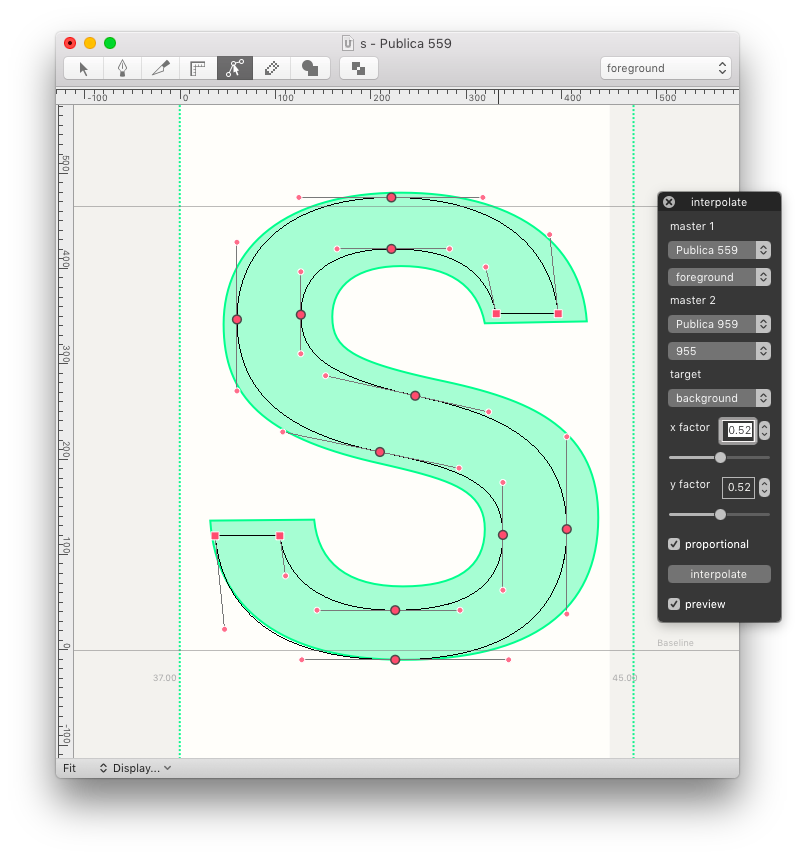 s - Publica 559
foreground
-100 0 100 200 300 400 500
500
400
300
200
100
0
-100
interpolate
master 1
Publica 559
foreground
master 2
Publica 959
955
target
background
x factor 0.52
y factor 0.52
proportional
interpolate
preview
Baseline
37.00 45.00
Fit Display...